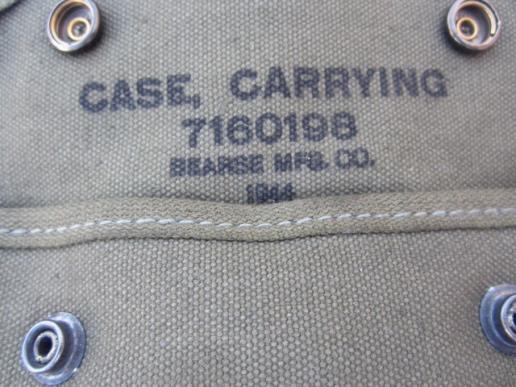 CASE, CARRYING
7160198
BEARSE MFG. CO.
1944